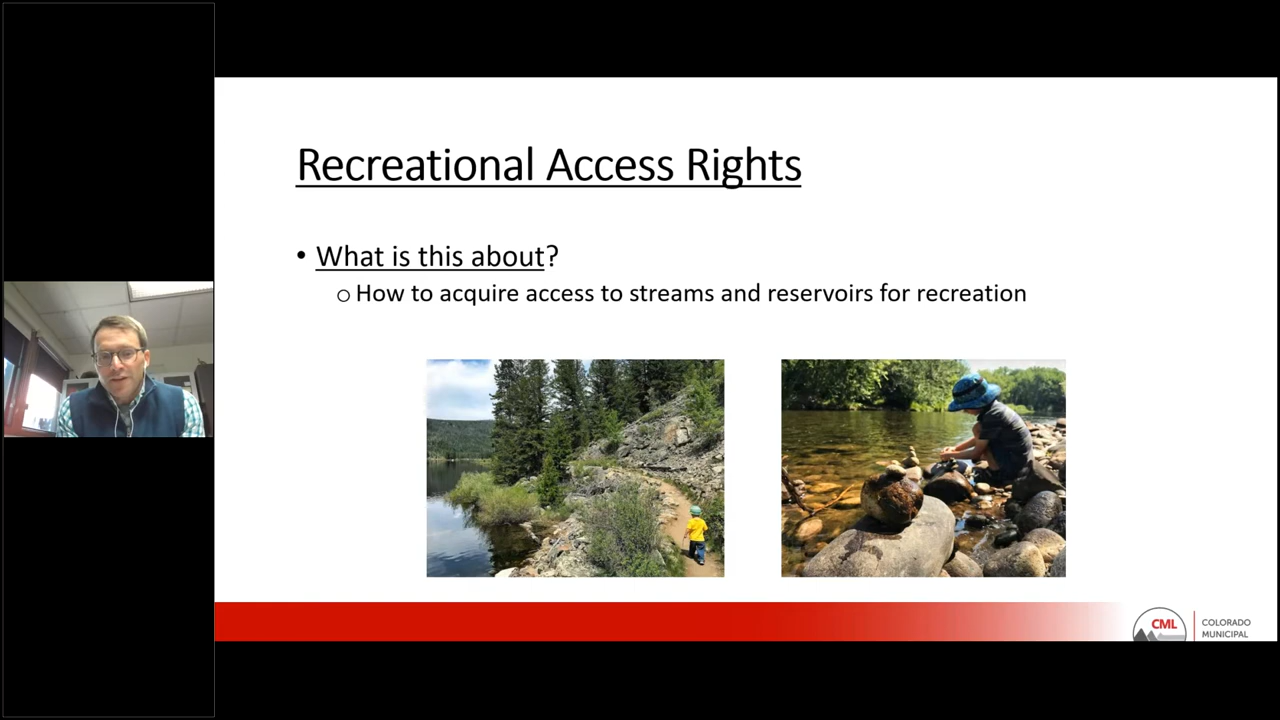 Recreational Access Rights
• What is this about?
o How to acquire access to streams and reservoirs for recreation
CML
COLORADO
MUNICIPAL